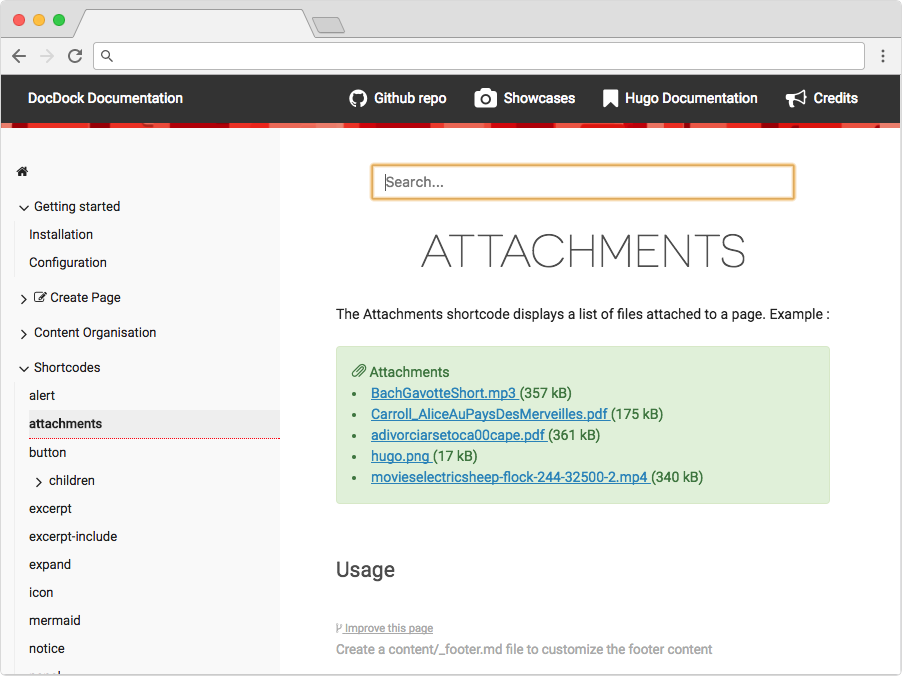 DocDock Documentation
Github repo
Showcases
Hugo Documentation
Credits
Getting started
Installation
Configuration
Create Page
Content Organisation
Shortcodes
alert
attachments
button
children
excerpt
excerpt-include
expand
icon
mermaid
notice
Search...
ATTACHMENTS
The Attachments shortcode displays a list of files attached to a page. Example :
Attachments
• BachGavotteShort.mp3 (357 kB)
• Carroll_AliceAuPaysDesMerveilles.pdf (175 kB)
• adivorciarsetoca00cape.pdf (361 kB)
• hugo.png (17 kB)
• movieselectricsheep-flock-244-32500-2.mp4 (340 kB)
Usage
Improve this page
Create a content/_footer.md file to customize the footer content